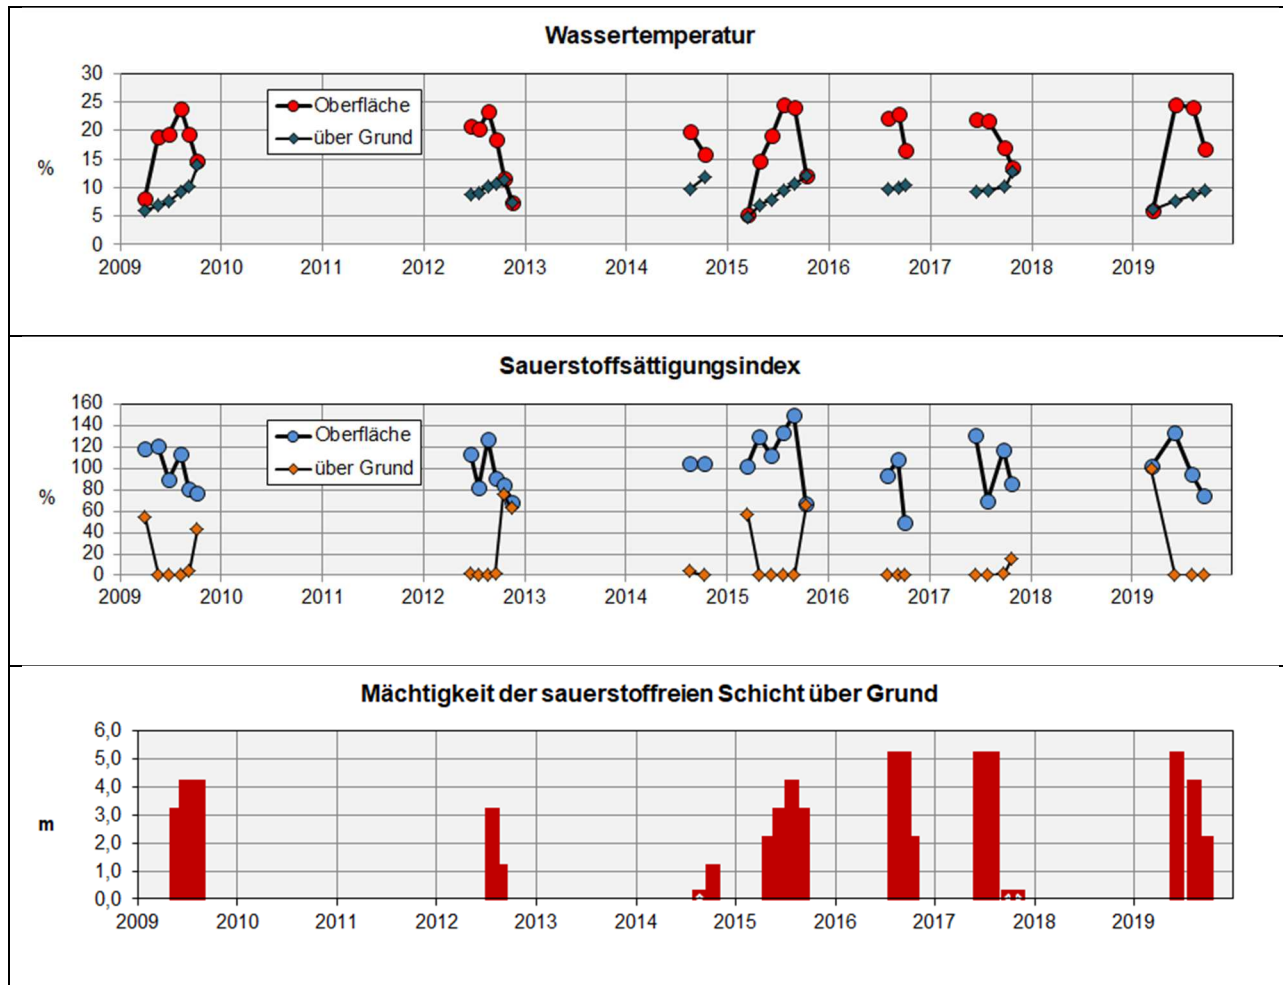 Wassertemperatur
30
25
20
15
10
5
0
%
Oberfläche
über Grund
2009 2010 2011 2012 2013 2014 2015 2016 2017 2018 2019
Sauerstoffsättigungsindex
160
140
120
100
80
60
40
20
0
%
Oberfläche
über Grund
2009 2010 2011 2012 2013 2014 2015 2016 2017 2018 2019
Mächtigkeit der sauerstoffreien Schicht über Grund
6,0
5,0
4,0
3,0
2,0
1,0
0,0
m
2009 2010 2011 2012 2013 2014 2015 2016 2017 2018 2019